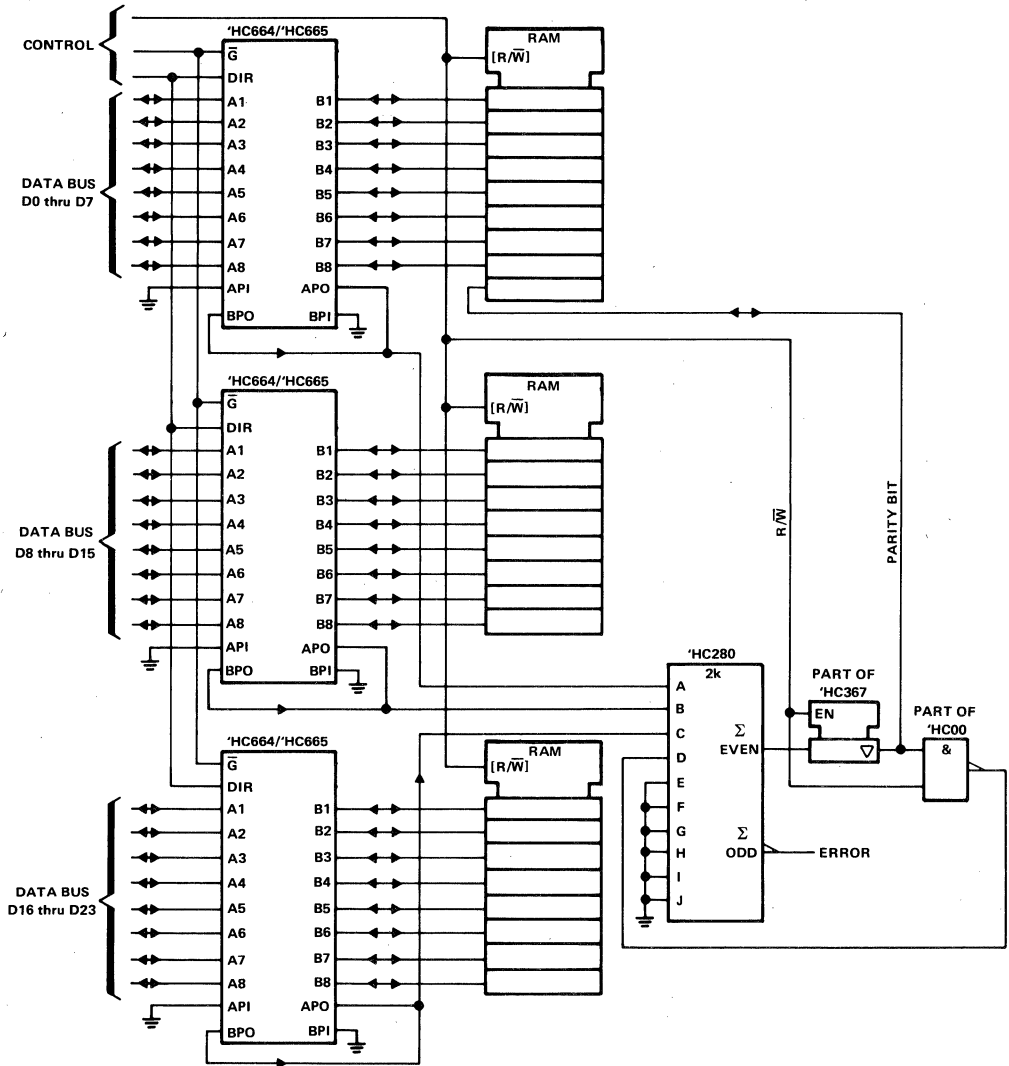 CONTROL
'HC664/'HC665
G̅
DIR
A1
A2
A3
A4
A5
A6
A7
A8
API
BPO
B1
B2
B3
B4
B5
B6
B7
B8
APO
BPI
DATA BUS
D0 thru D7
RAM
[R/W̅]
'HC664/'HC665
G̅
DIR
A1
A2
A3
A4
A5
A6
A7
A8
API
BPO
B1
B2
B3
B4
B5
B6
B7
B8
APO
BPI
DATA BUS
D8 thru D15
RAM
[R/W̅]
R/W̅
PARITY BIT
'HC664/'HC665
G̅
DIR
A1
A2
A3
A4
A5
A6
A7
A8
API
BPO
B1
B2
B3
B4
B5
B6
B7
B8
APO
BPI
DATA BUS
D16 thru D23
RAM
[R/W̅]
'HC280
2k
A
B
C
D
E
F
G
H
I
J
Σ
EVEN
Σ
ODD
ERROR
PART OF
'HC367
EN
▽
PART OF
'HC00
&